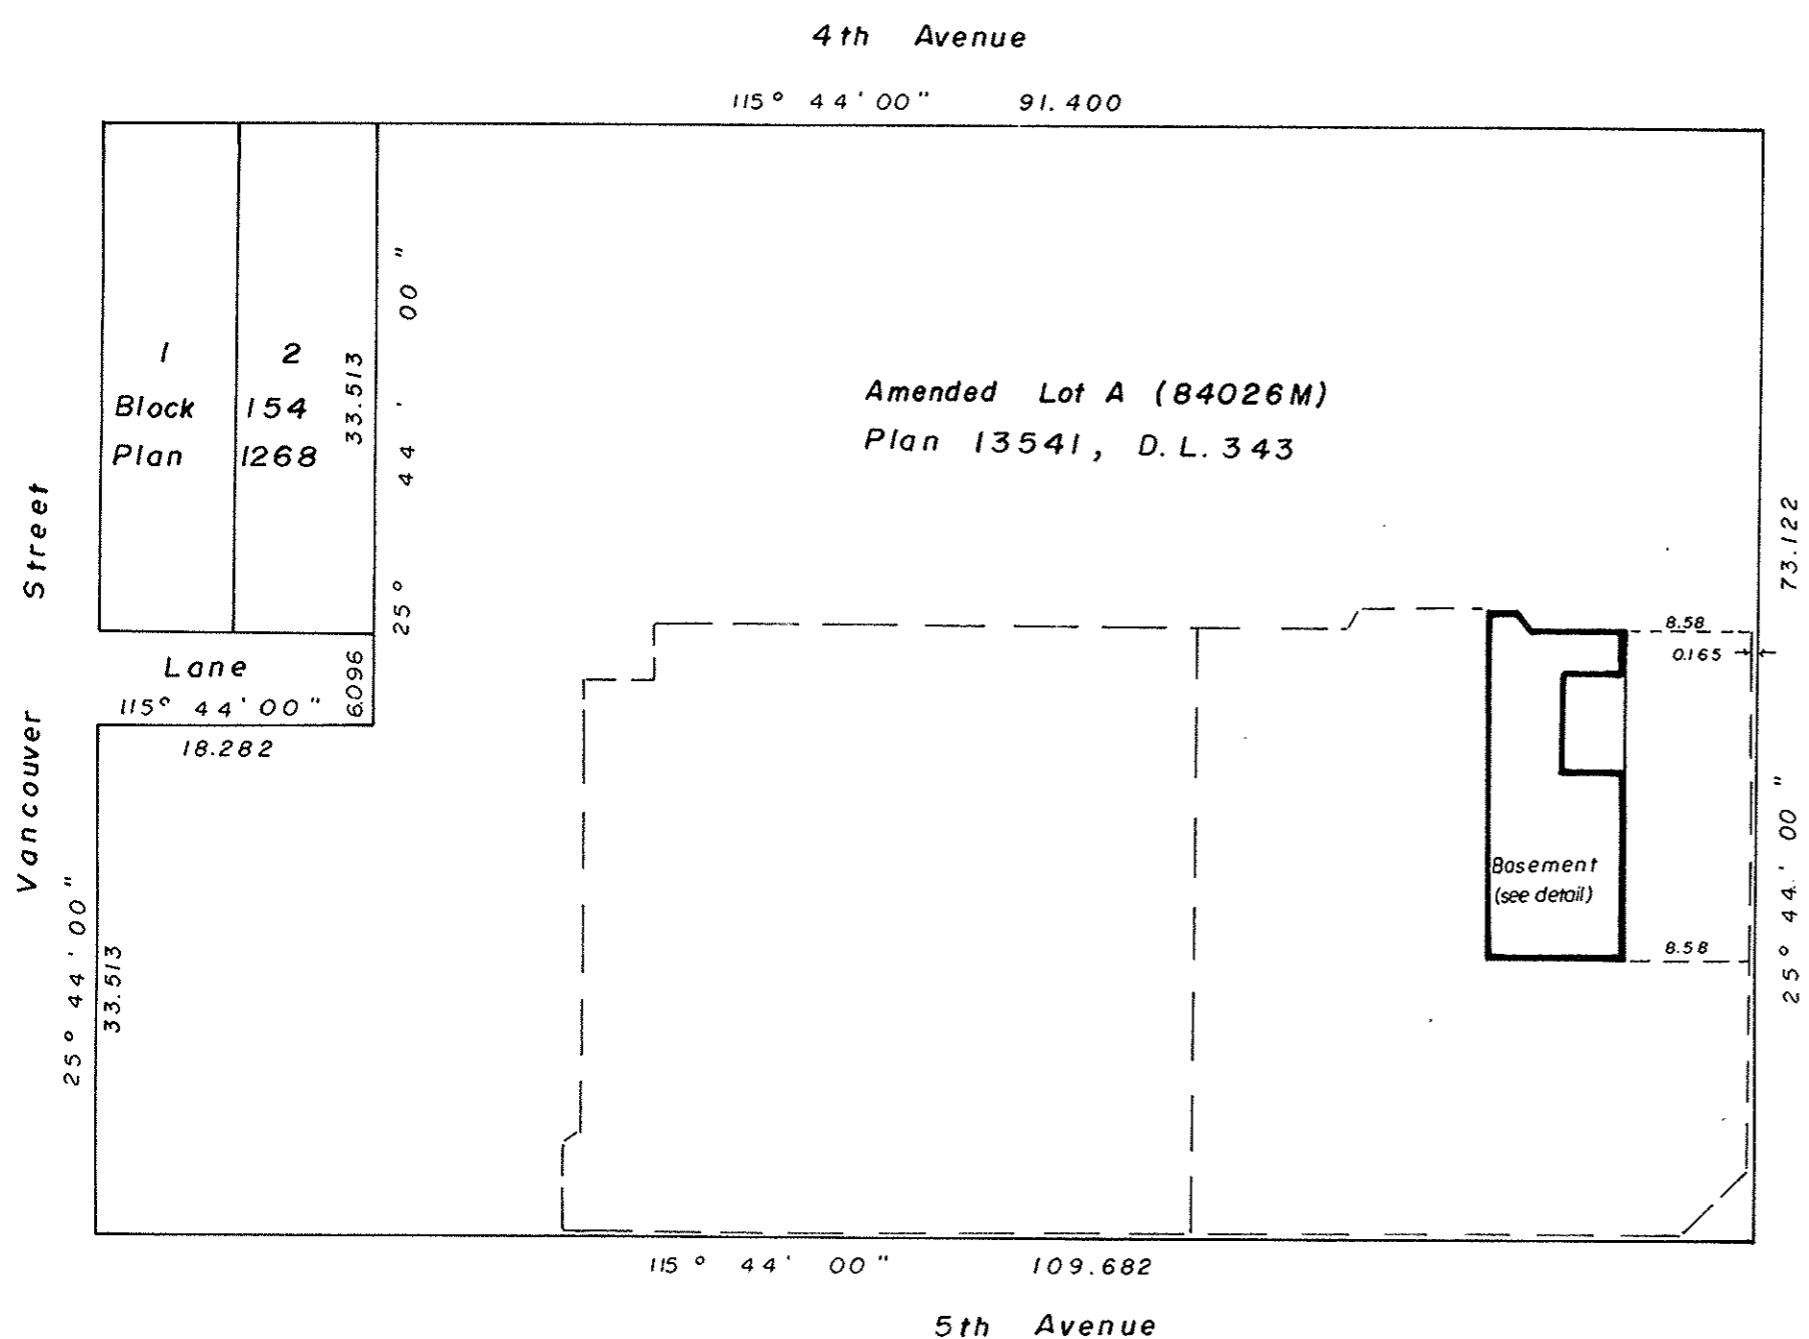 4th Avenue
115° 44' 00" 91.400
1 2
Block 154
Plan 1268
33.513
25° 44' 00"
Amended Lot A (84026M)
Plan 13541, D.L. 343
Vancouver Street
73.122
25° 44' 00"
Lane
6.096
115° 44' 00"
18.282
8.58
0.165
Basement
(see detail)
8.58
25° 44' 00"
33.513
115° 44' 00" 109.682
5th Avenue